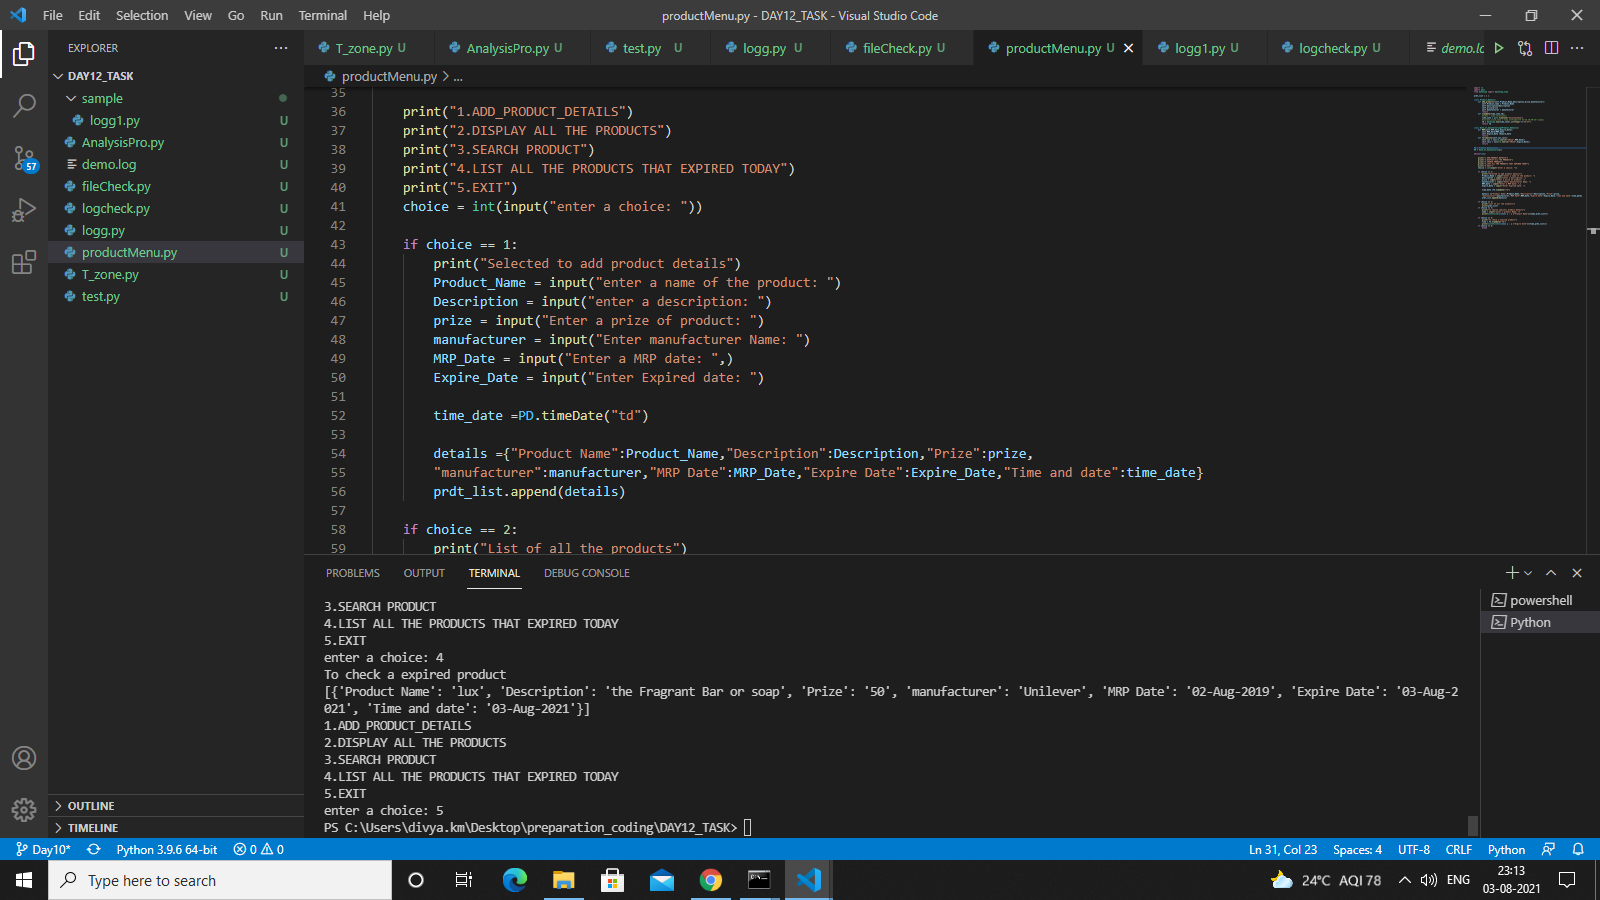 File Edit Selection View Go Run Terminal Help
productMenu.py - DAY12_TASK - Visual Studio Code
EXPLORER
DAY12_TASK
sample
logg1.py U
AnalysisPro.py U
demo.log U
fileCheck.py U
logcheck.py U
logg.py U
productMenu.py U
T_zone.py U
test.py U
OUTLINE
TIMELINE
57
T_zone.py U AnalysisPro.py U test.py U logg.py U fileCheck.py U productMenu.py U logg1.py U logcheck.py U demo.lc
productMenu.py > ...
35
36 print("1.ADD_PRODUCT_DETAILS")
37 print("2.DISPLAY ALL THE PRODUCTS")
38 print("3.SEARCH PRODUCT")
39 print("4.LIST ALL THE PRODUCTS THAT EXPIRED TODAY")
40 print("5.EXIT")
41 choice = int(input("enter a choice: "))
42
43 if choice == 1:
44 print("Selected to add product details")
45 Product_Name = input("enter a name of the product: ")
46 Description = input("enter a description: ")
47 prize = input("Enter a prize of product: ")
48 manufacturer = input("Enter manufacturer Name: ")
49 MRP_Date = input("Enter a MRP date: ",)
50 Expire_Date = input("Enter Expired date: ")
51
52 time_date =PD.timeDate("td")
53
54 details ={"Product Name":Product_Name,"Description":Description,"Prize":prize,
55 "manufacturer":manufacturer,"MRP Date":MRP_Date,"Expire Date":Expire_Date,"Time and date":time_date}
56 prdt_list.append(details)
57
58 if choice == 2:
59 print("List of all the products")
PROBLEMS OUTPUT TERMINAL DEBUG CONSOLE
3.SEARCH PRODUCT
4.LIST ALL THE PRODUCTS THAT EXPIRED TODAY
5.EXIT
enter a choice: 4
To check a expired product
[{'Product Name': 'lux', 'Description': 'the Fragrant Bar or soap', 'Prize': '50', 'manufacturer': 'Unilever', 'MRP Date': '02-Aug-2019', 'Expire Date': '03-Aug-2
021', 'Time and date': '03-Aug-2021'}]
1.ADD_PRODUCT_DETAILS
2.DISPLAY ALL THE PRODUCTS
3.SEARCH PRODUCT
4.LIST ALL THE PRODUCTS THAT EXPIRED TODAY
5.EXIT
enter a choice: 5
PS C:\Users\divya.km\Desktop\preparation_coding\DAY12_TASK>
powershell
Python
Day10* Python 3.9.6 64-bit 0 0 Ln 31, Col 23 Spaces: 4 UTF-8 CRLF Python
Type here to search
24°C AQI 78 ENG
23:13
03-08-2021